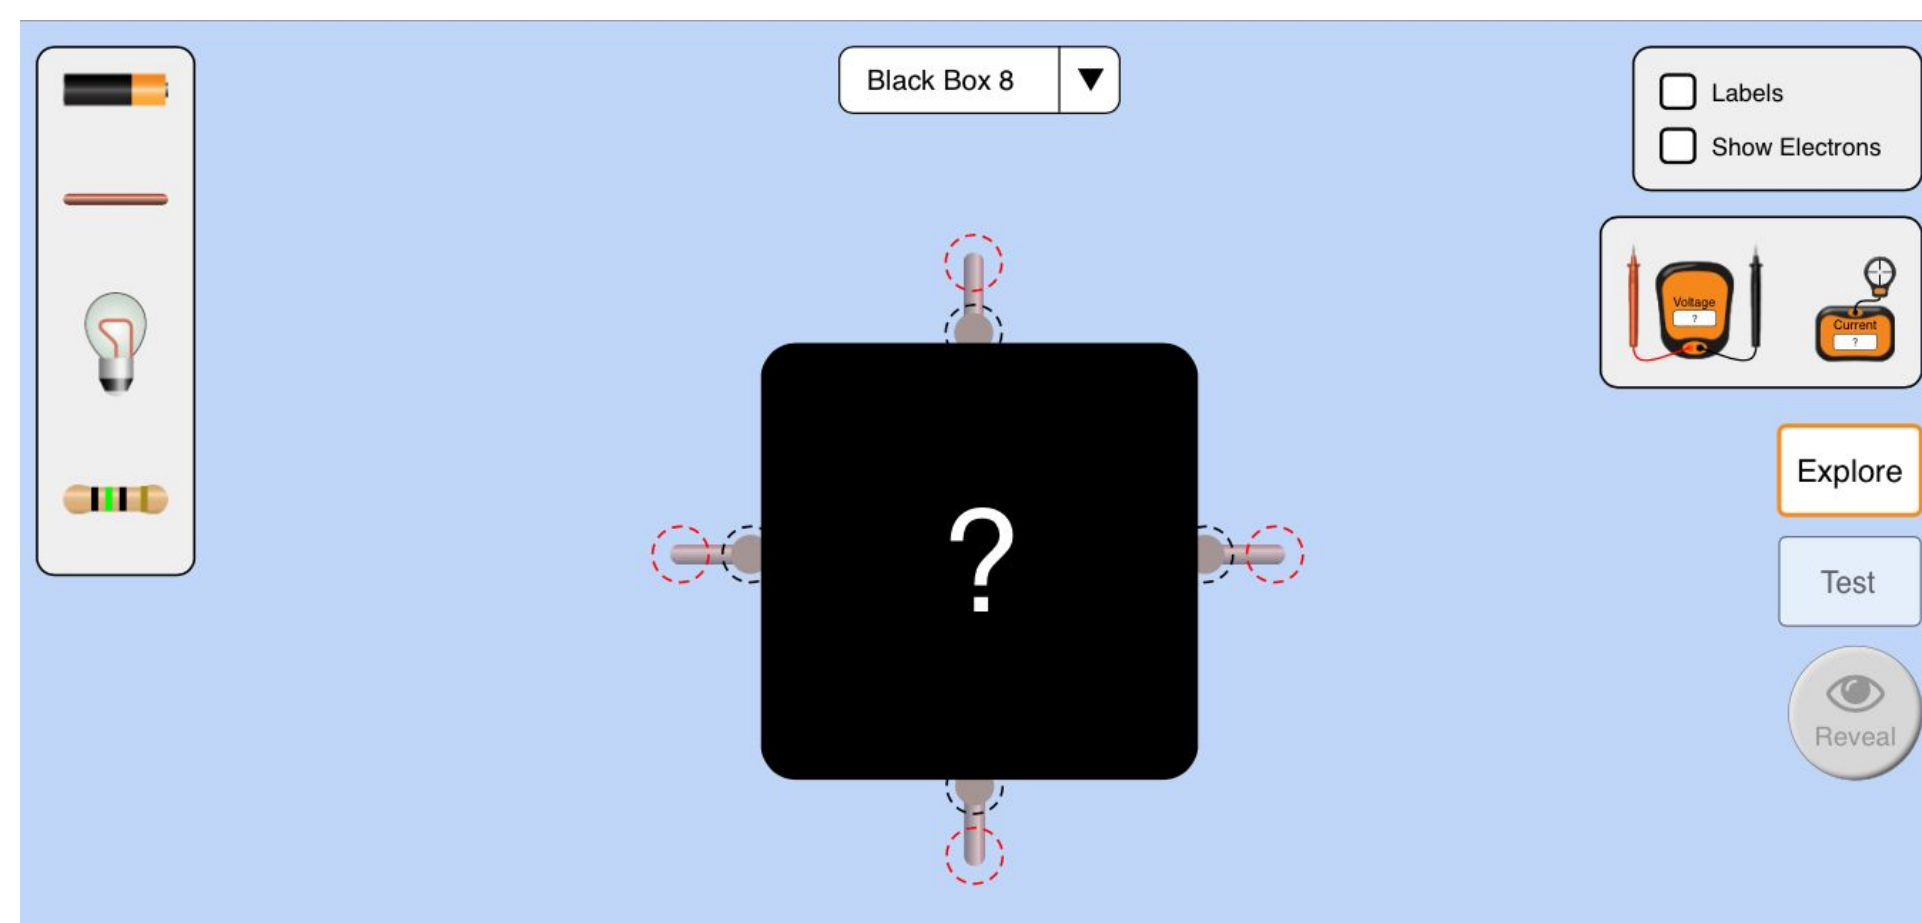 Black Box 8
Labels
Show Electrons
Voltage
?
Current
?
Explore
?
Test
Reveal